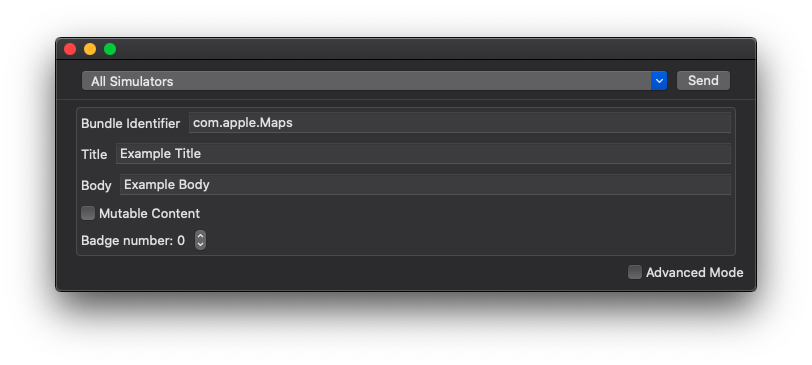 All Simulators Send
Bundle Identifier com.apple.Maps
Title Example Title
Body Example Body
Mutable Content
Badge number: 0
Advanced Mode